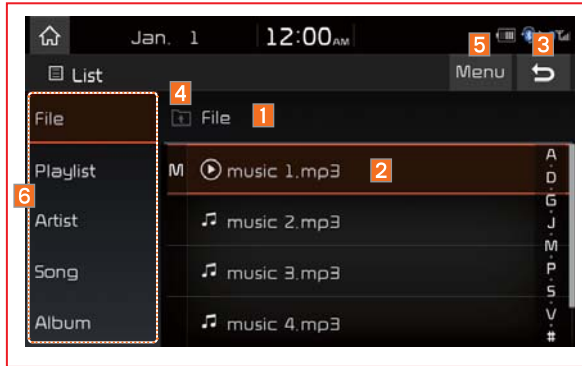 Jan. 1 12:00AM
5 3
List Menu
4
File File 1
Playlist M music 1.mp3 2
6
Artist music 2.mp3
Song music 3.mp3
Album music 4.mp3
A
D
G
J
M
P
S
V
#